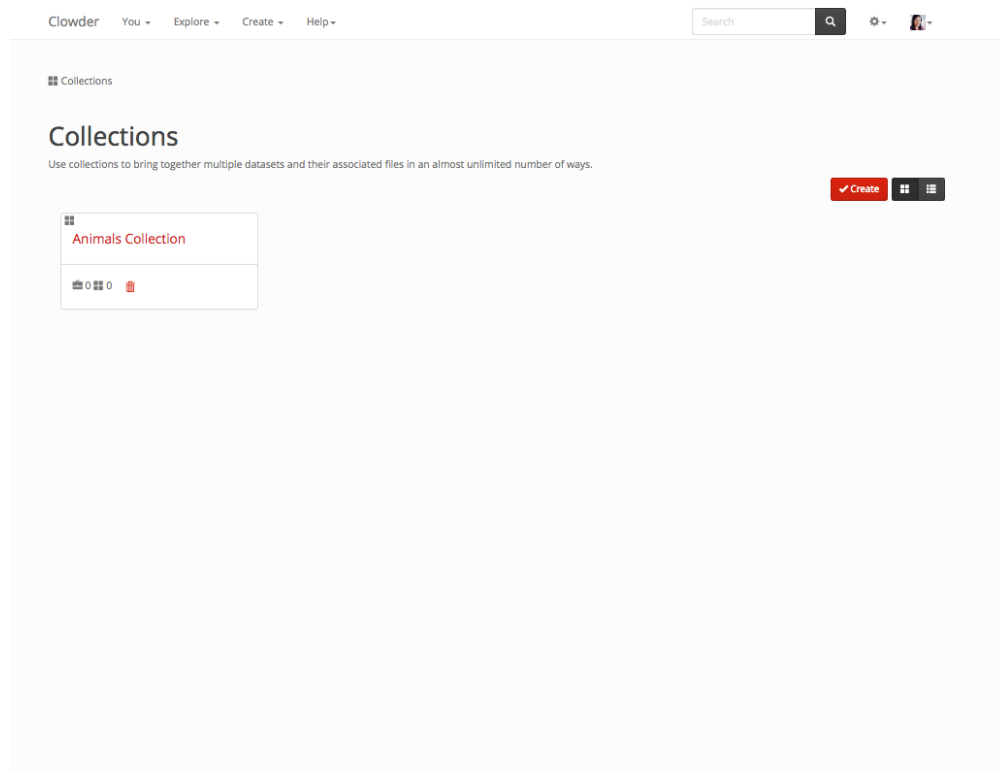 Clowder You Explore Create Help Search
Collections
Collections
Use collections to bring together multiple datasets and their associated files in an almost unlimited number of ways.
Create
Animals Collection
0 0